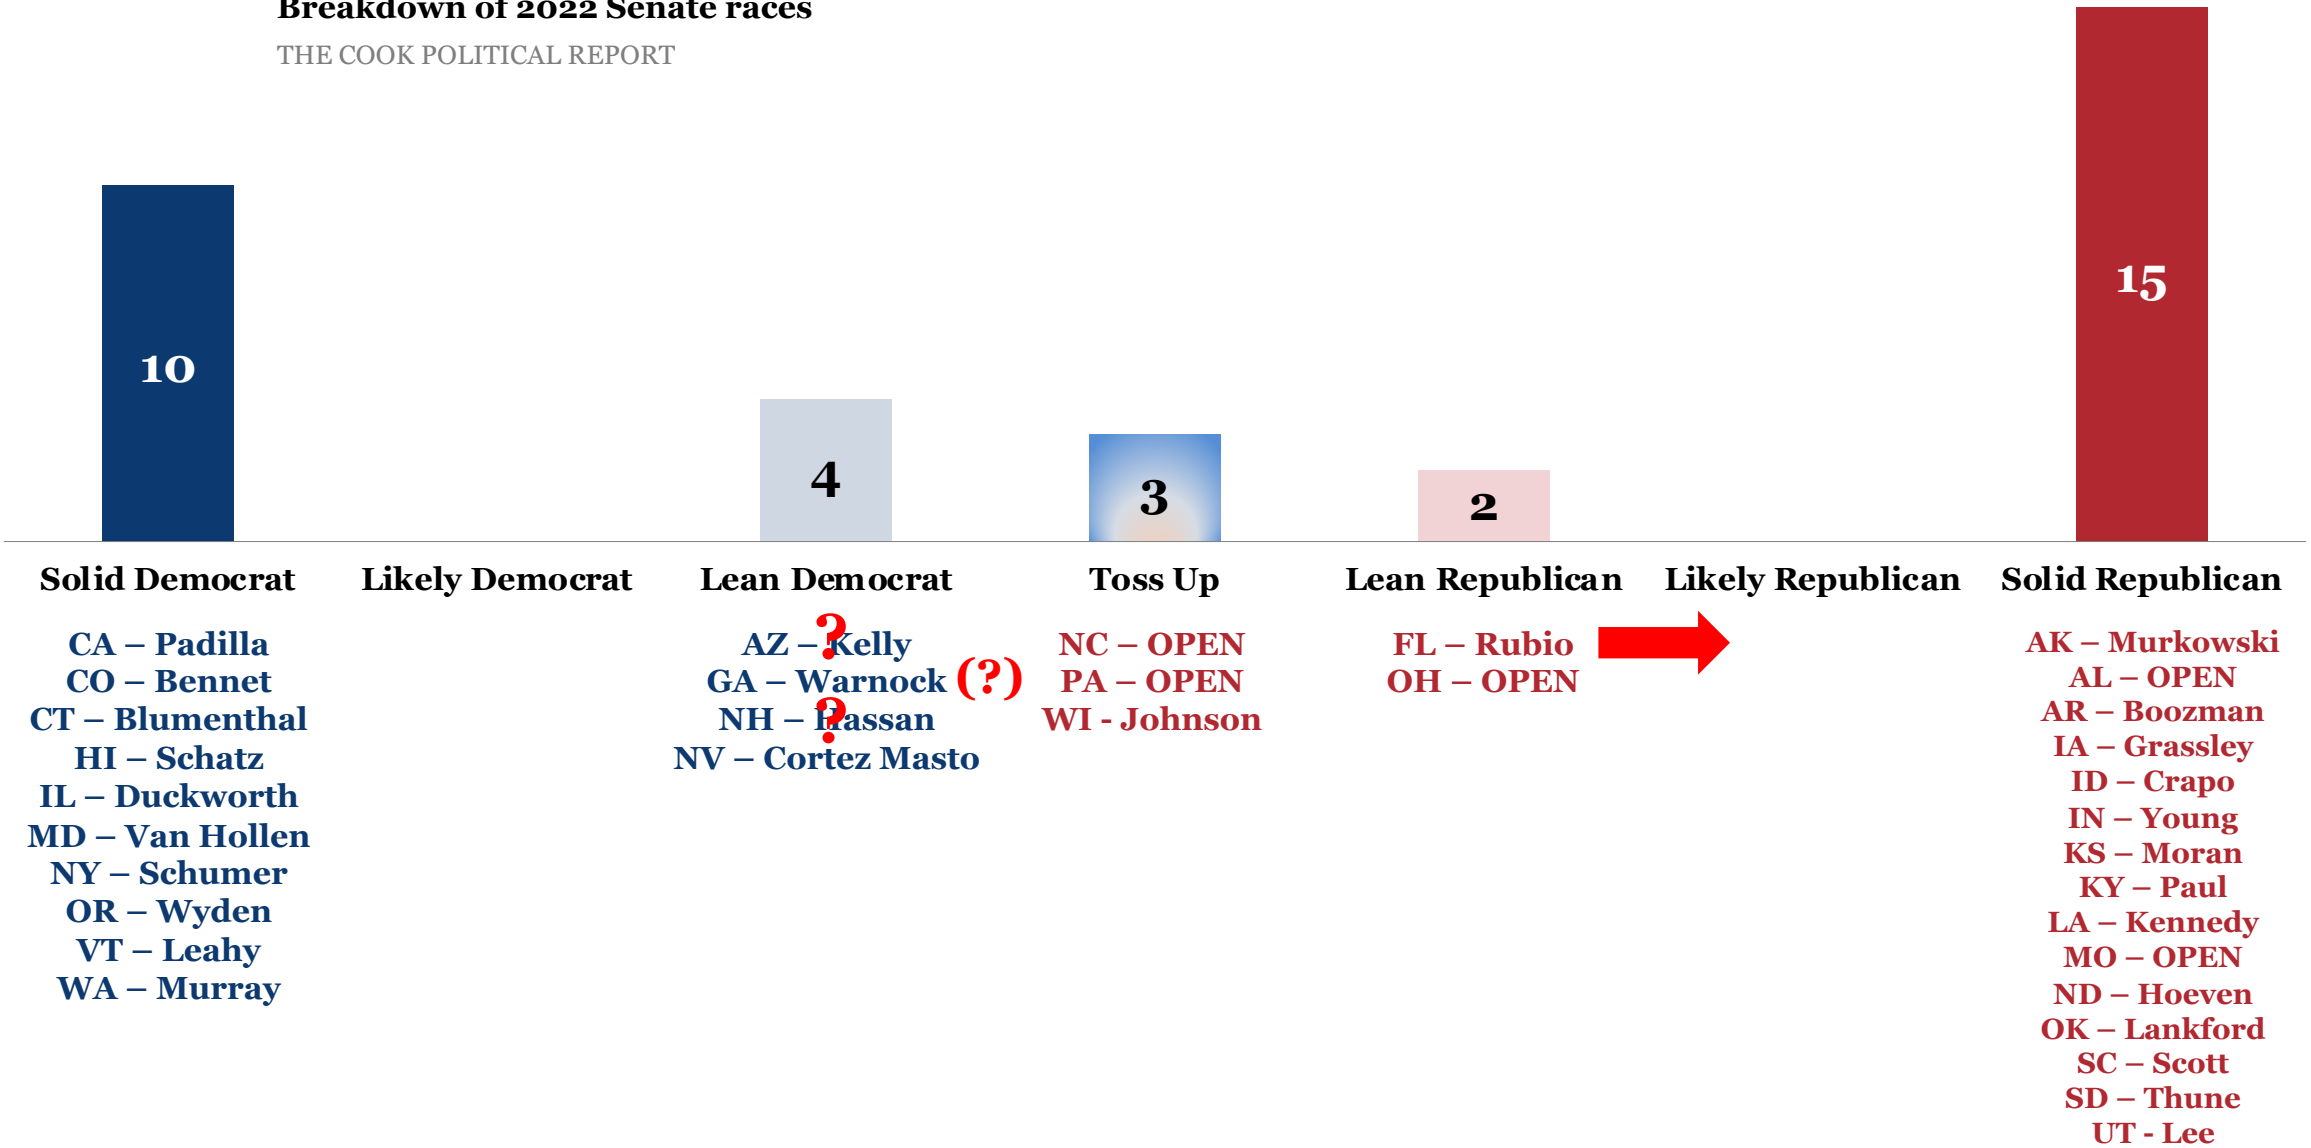 Breakdown of 2022 Senate races
THE COOK POLITICAL REPORT
10
4
3
2
15
Solid Democrat
Likely Democrat
Lean Democrat
Toss Up
Lean Republican
Likely Republican
Solid Republican
CA – Padilla
CO – Bennet
CT – Blumenthal
HI – Schatz
IL – Duckworth
MD – Van Hollen
NY – Schumer
OR – Wyden
VT – Leahy
WA – Murray
?
AZ – Kelly
GA – Warnock (?)
?
NH – Hassan
NV – Cortez Masto
NC – OPEN
PA – OPEN
WI - Johnson
FL – Rubio
OH – OPEN
AK – Murkowski
AL – OPEN
AR – Boozman
IA – Grassley
ID – Crapo
IN – Young
KS – Moran
KY – Paul
LA – Kennedy
MO – OPEN
ND – Hoeven
OK – Lankford
SC – Scott
SD – Thune
UT - Lee